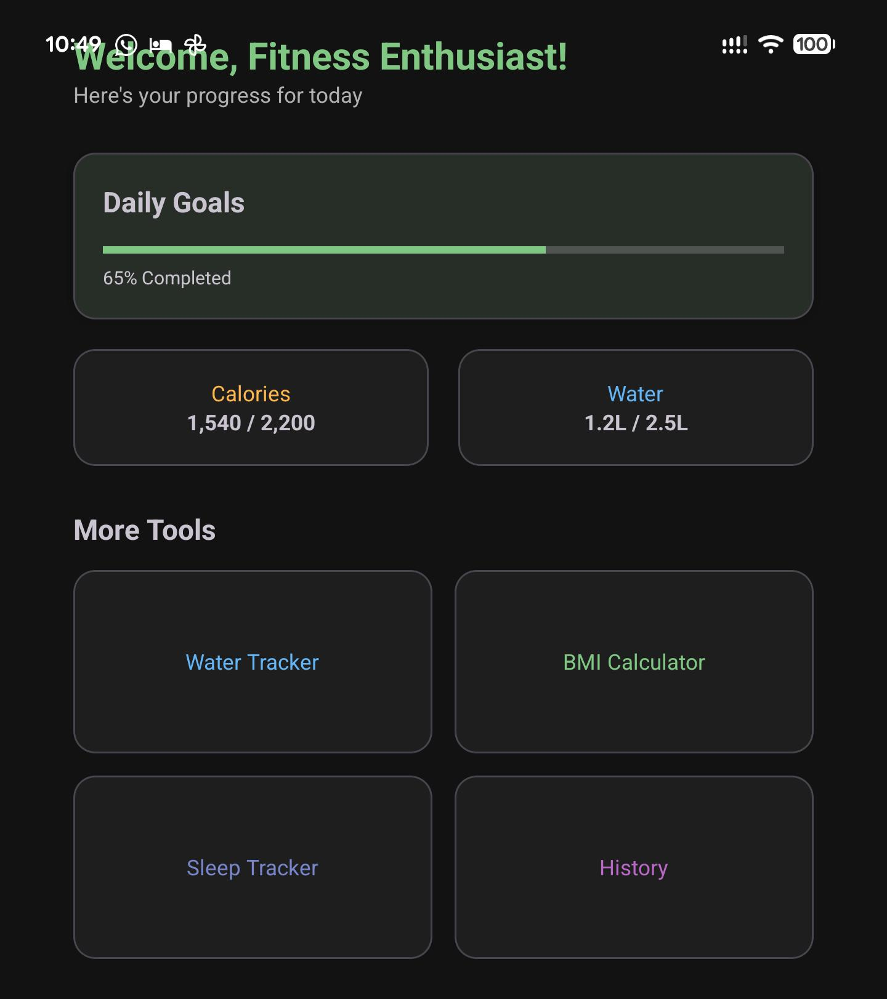 10:49
100
Welcome, Fitness Enthusiast!
Here's your progress for today
Daily Goals
65% Completed
Calories
1,540 / 2,200
Water
1.2L / 2.5L
More Tools
Water Tracker
BMI Calculator
Sleep Tracker
History